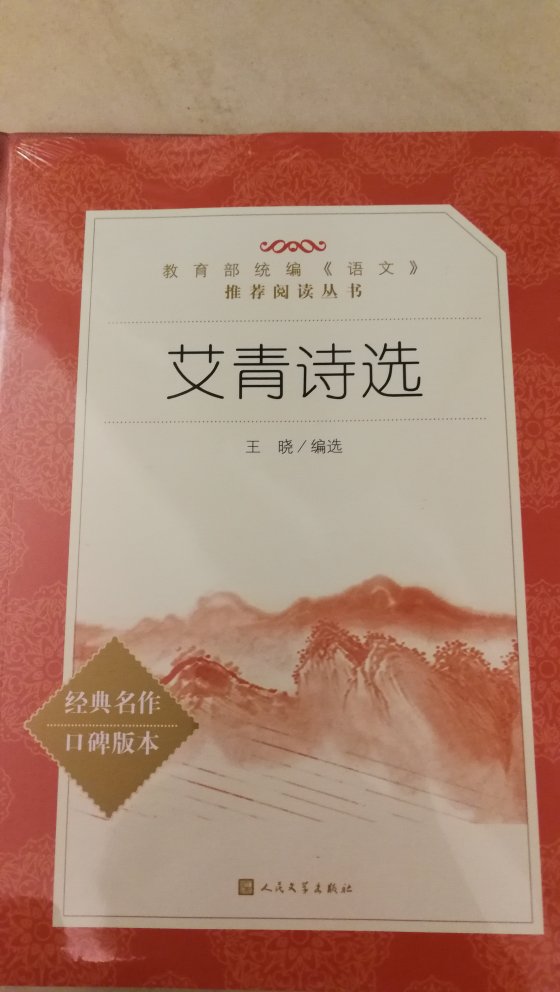 教育部统编《语文》
推荐阅读丛书
艾青诗选
王 晓／编选
经典名作
口碑版本
人民文学出版社